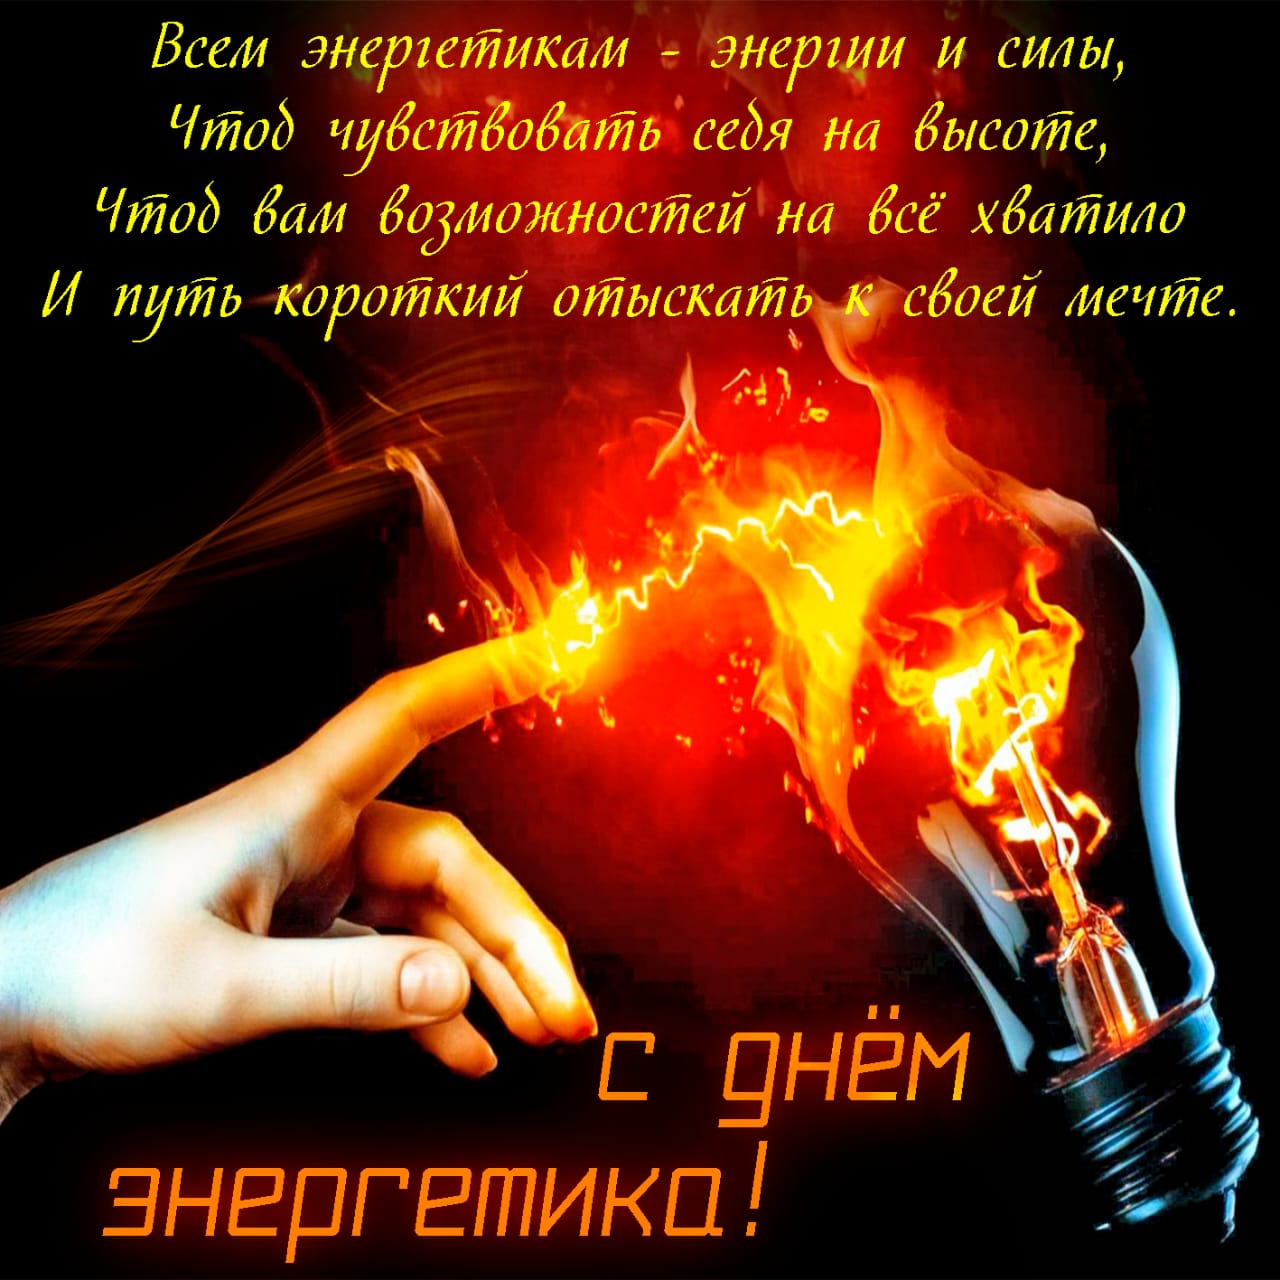 Всем энергетикам - энергии и силы,
Чтоб чувствовать себя на высоте,
Чтоб вам возможностей на всё хватило
И путь короткий отыскать к своей мечте.
с днём
энергетика!